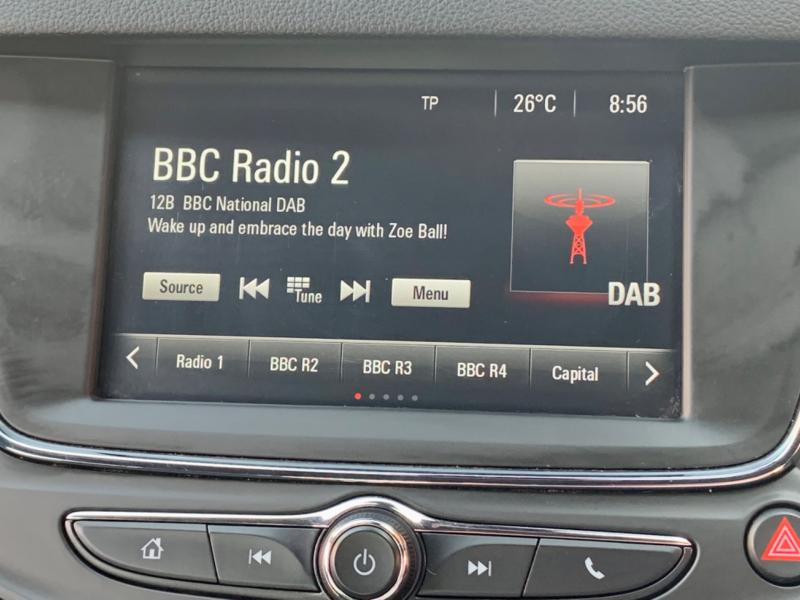 TP 26°C 8:56
BBC Radio 2
12B BBC National DAB
Wake up and embrace the day with Zoe Ball!
DAB
Source Tune Menu
Radio 1 BBC R2 BBC R3 BBC R4 Capital